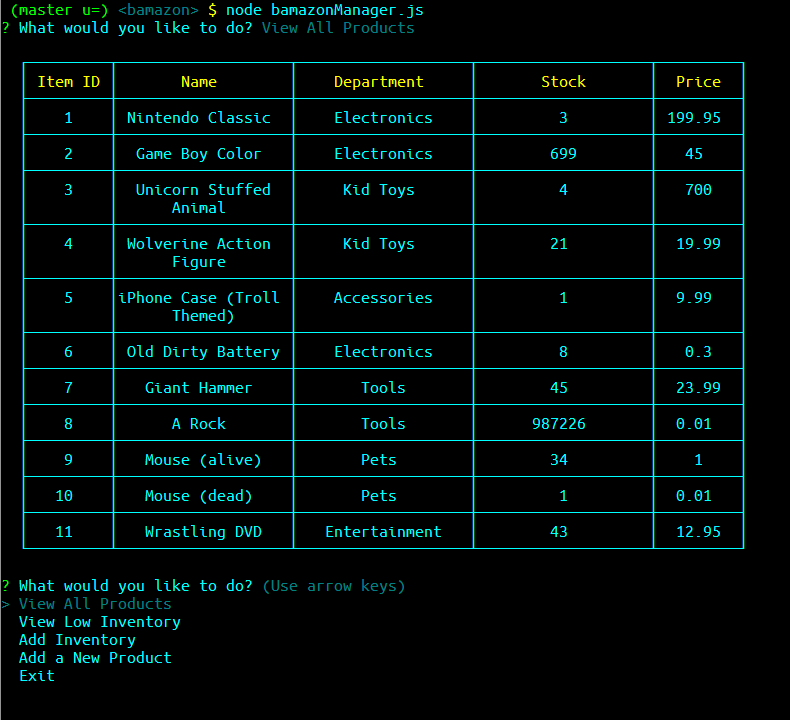 (master u=) <bamazon> $ node bamazonManager.js
? What would you like to do? View All Products
Item ID Name Department Stock Price
1 Nintendo Classic Electronics 3 199.95
2 Game Boy Color Electronics 699 45
3 Unicorn Stuffed Kid Toys 4 700
Animal
4 Wolverine Action Kid Toys 21 19.99
Figure
5 iPhone Case (Troll Accessories 1 9.99
Themed)
6 Old Dirty Battery Electronics 8 0.3
7 Giant Hammer Tools 45 23.99
8 A Rock Tools 987226 0.01
9 Mouse (alive) Pets 34 1
10 Mouse (dead) Pets 1 0.01
11 Wrastling DVD Entertainment 43 12.95
? What would you like to do? (Use arrow keys)
> View All Products
View Low Inventory
Add Inventory
Add a New Product
Exit